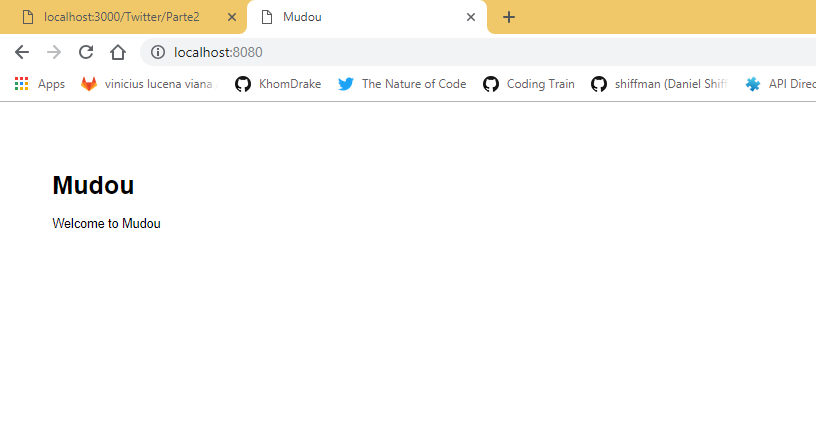 localhost:3000/Twitter/Parte2
Mudou
localhost:8080
Apps
vinicius lucena viana
KhomDrake
The Nature of Code
Coding Train
shiffman (Daniel Shiff
API Direc
Mudou
Welcome to Mudou